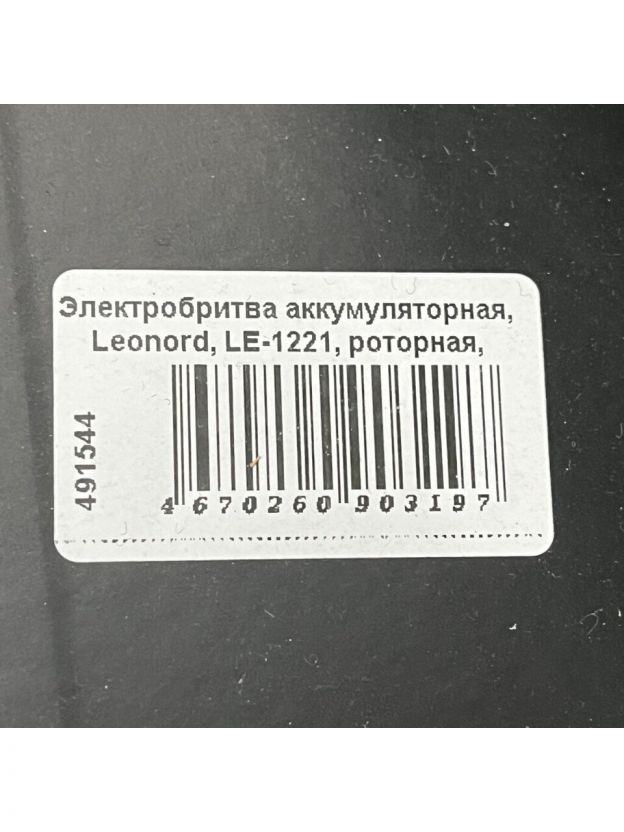 Электробритва аккумуляторная,
Leonord, LE-1221, роторная,
491544
4 670260 903197